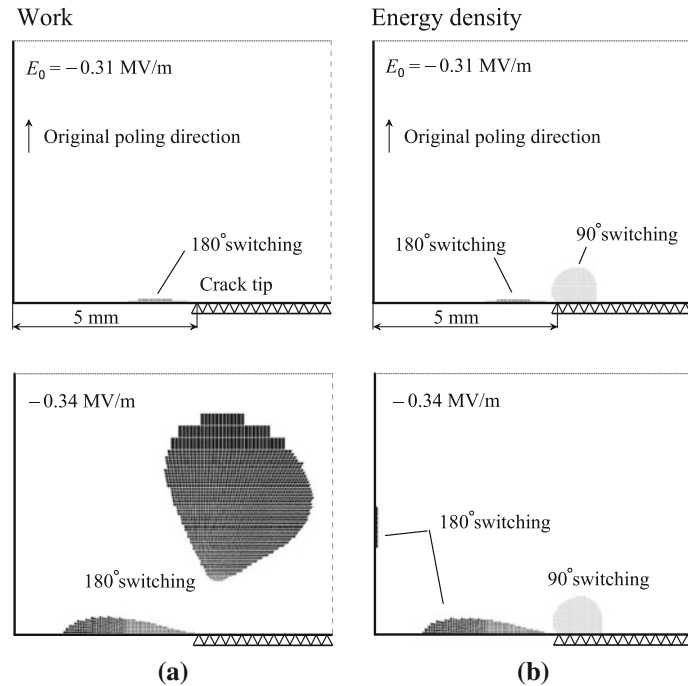 Work
E₀ = −0.31 MV/m
Original poling direction
180°switching
Crack tip
5 mm
−0.34 MV/m
180°switching
(a)
Energy density
E₀ = −0.31 MV/m
Original poling direction
90°switching
180°switching
5 mm
−0.34 MV/m
180°switching
90°switching
(b)